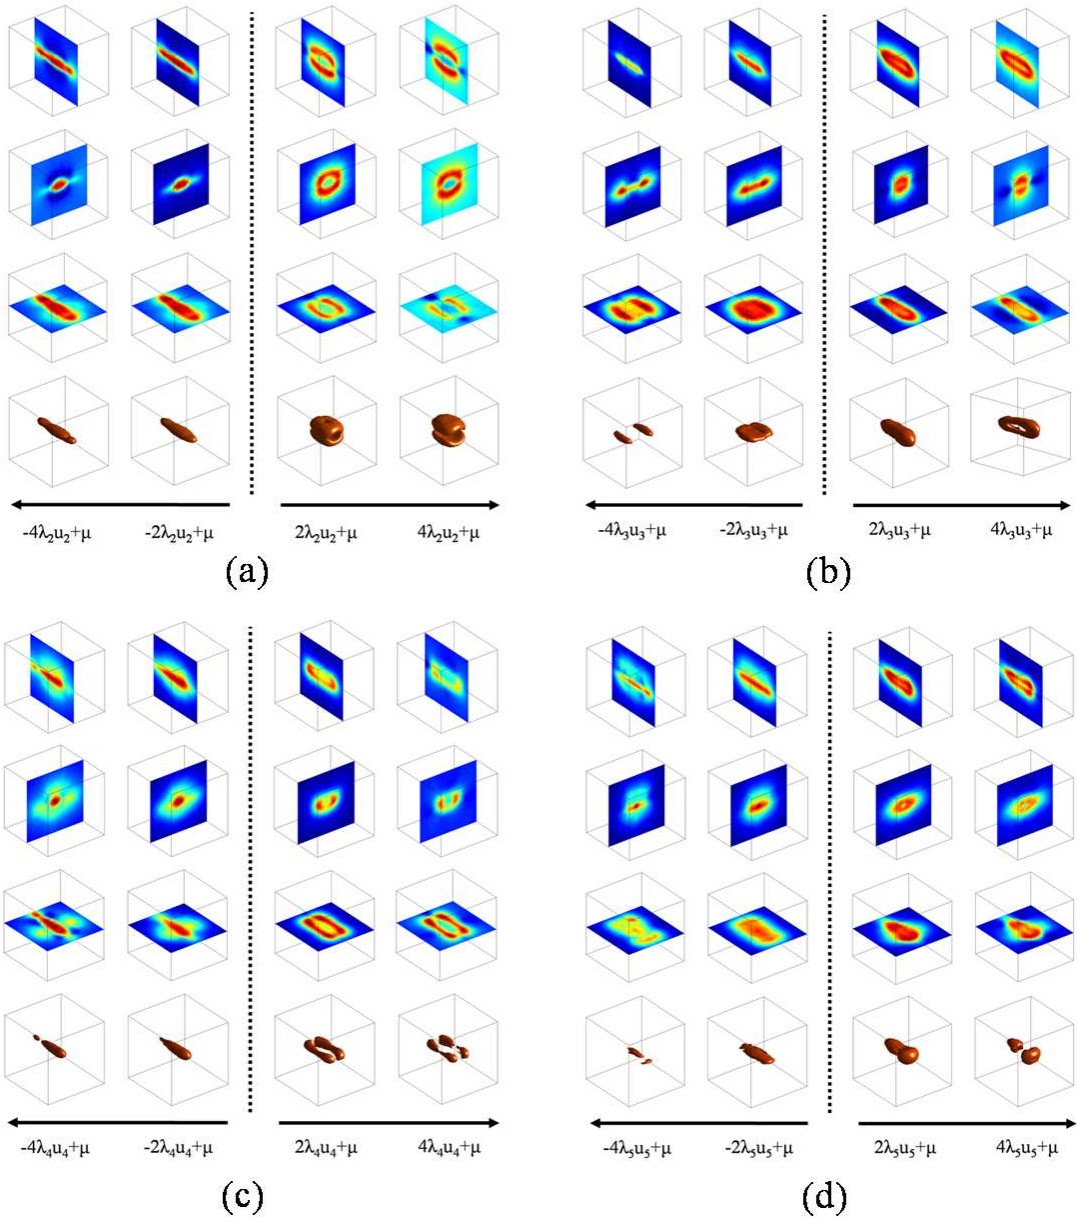 -4λ₂u₂+μ -2λ₂u₂+μ 2λ₂u₂+μ 4λ₂u₂+μ
-4λ₃u₃+μ -2λ₃u₃+μ 2λ₃u₃+μ 4λ₃u₃+μ
(a) (b)
-4λ₄u₄+μ -2λ₄u₄+μ 2λ₄u₄+μ 4λ₄u₄+μ
-4λ₅u₅+μ -2λ₅u₅+μ 2λ₅u₅+μ 4λ₅u₅+μ
(c) (d)